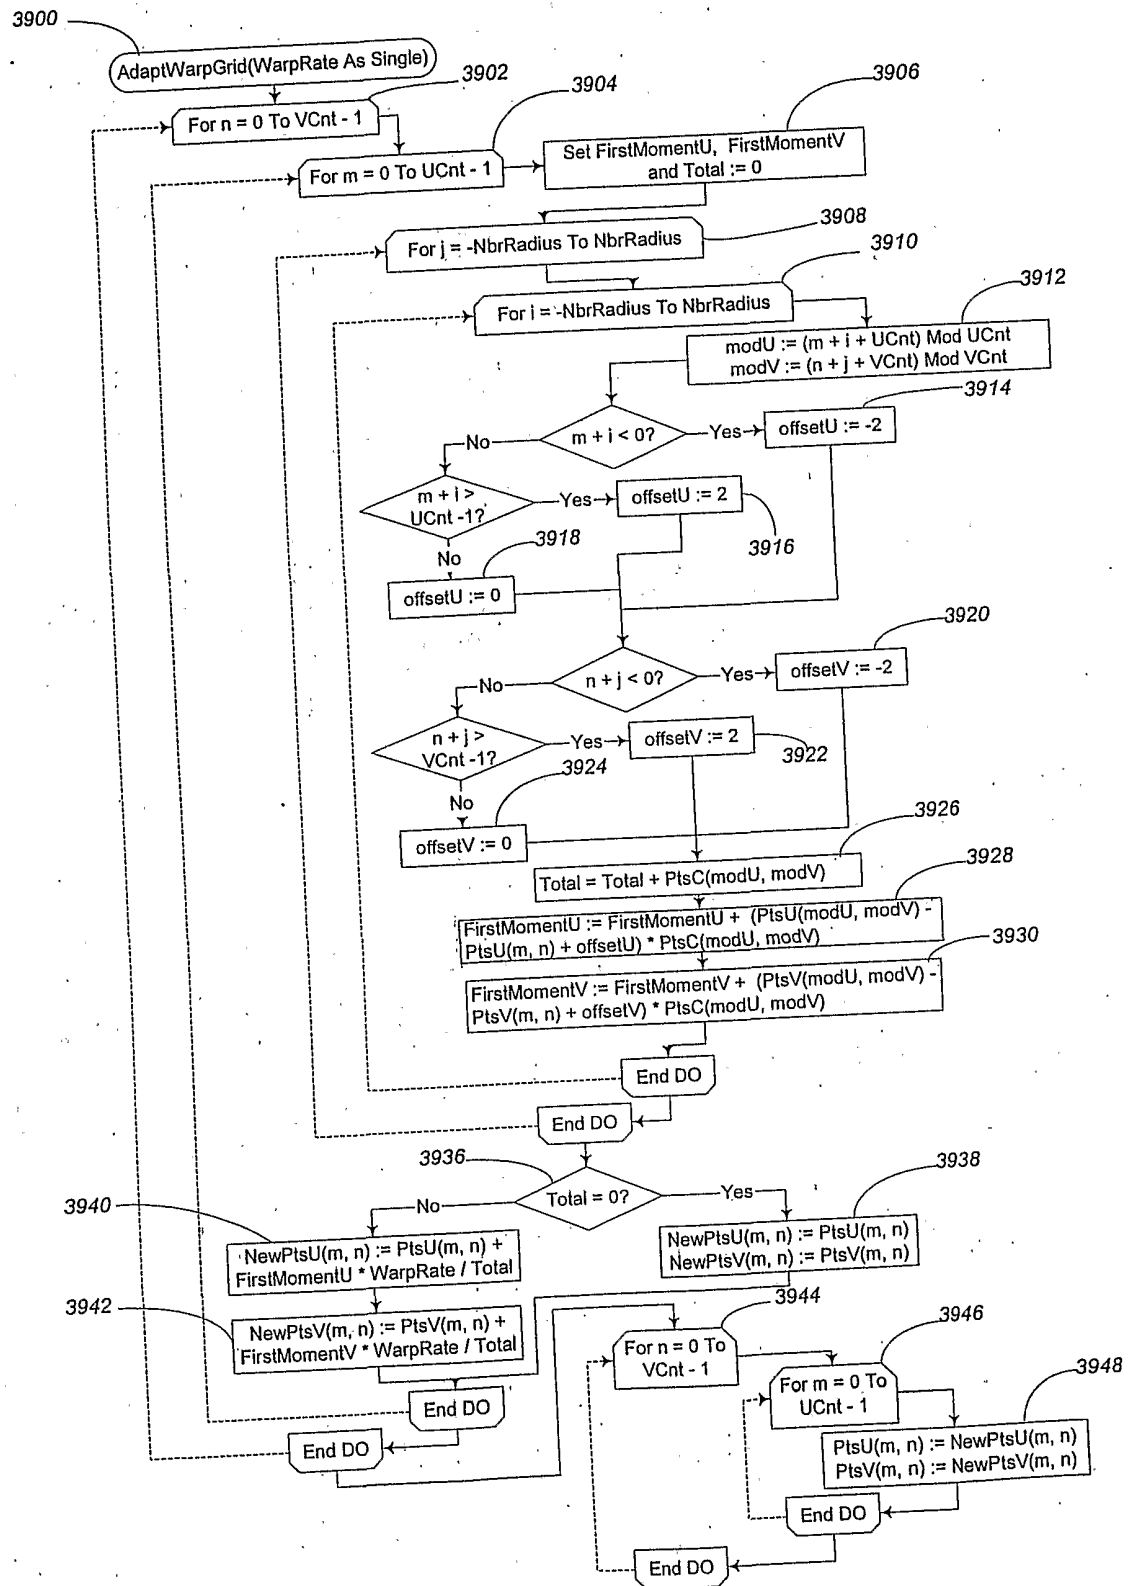 3900
AdaptWarpGrid(WarpRate As Single)
3902
For n = 0 To VCnt - 1
3904
For m = 0 To UCnt - 1
3906
Set FirstMomentU, FirstMomentV
and Total := 0
3908
For j = -NbrRadius To NbrRadius
3910
For i = -NbrRadius To NbrRadius
3912
modU := (m + i + UCnt) Mod UCnt
modV := (n + j + VCnt) Mod VCnt
3914
m + i < 0?
Yes
offsetU := -2
No
m + i >
UCnt -1?
Yes
offsetU := 2
3916
No
3918
offsetU := 0
3920
n + j < 0?
Yes
offsetV := -2
No
n + j >
VCnt -1?
Yes
offsetV := 2
3922
No
3924
offsetV := 0
3926
Total = Total + PtsC(modU, modV)
3928
FirstMomentU := FirstMomentU + (PtsU(modU, modV) -
PtsU(m, n) + offsetU) * PtsC(modU, modV)
3930
FirstMomentV := FirstMomentV + (PtsV(modU, modV) -
PtsV(m, n) + offsetV) * PtsC(modU, modV)
End DO
End DO
3936
Total = 0?
No
Yes
3938
NewPtsU(m, n) := PtsU(m, n)
NewPtsV(m, n) := PtsV(m, n)
3940
NewPtsU(m, n) := PtsU(m, n) +
FirstMomentU * WarpRate / Total
3942
NewPtsV(m, n) := PtsV(m, n) +
FirstMomentV * WarpRate / Total
End DO
End DO
3944
For n = 0 To
VCnt - 1
3946
For m = 0 To
UCnt - 1
3948
PtsU(m, n) := NewPtsU(m, n)
PtsV(m, n) := NewPtsV(m, n)
End DO
End DO